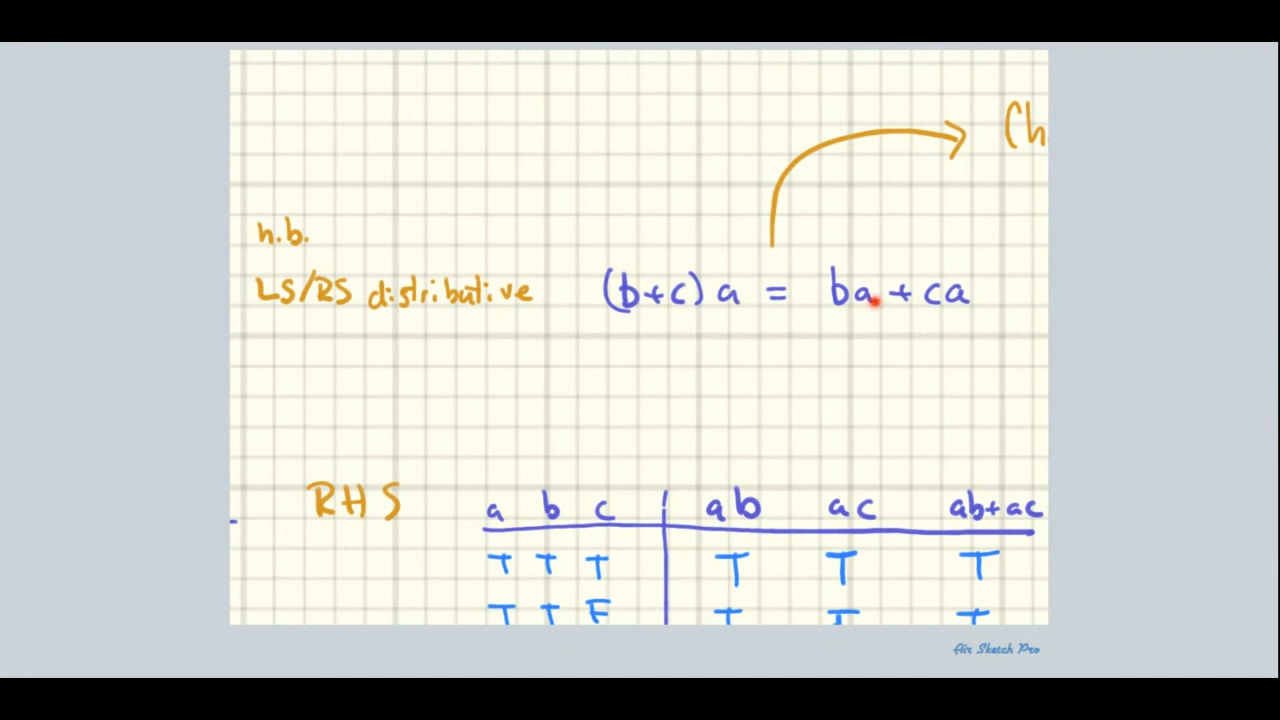 (h
n.b.
LS/RS distributive (b+c) a = ba + ca
RHS a b c ab ac ab+ac
T T T T T T
T T F T T T
Air Sketch Pro